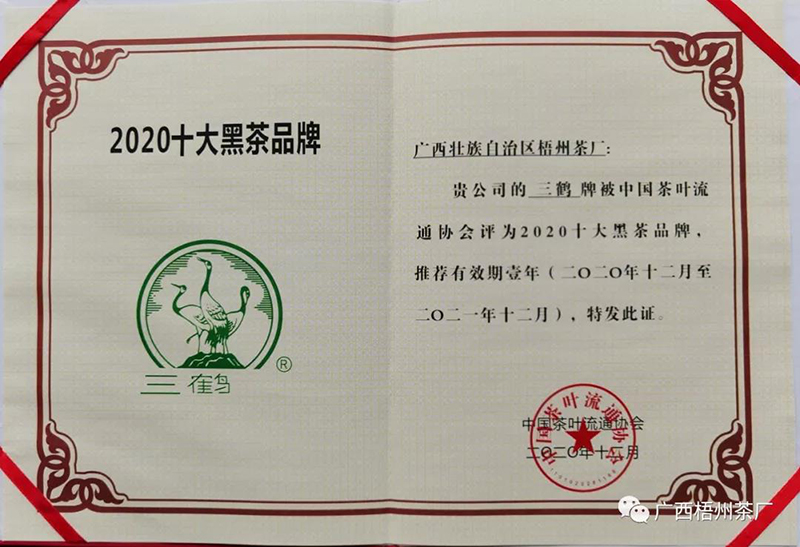 2020十大黑茶品牌
三鹤
®
广西壮族自治区梧州茶厂:
贵公司的 三鹤 牌被中国茶叶流
通协会评为2020十大黑茶品牌，
推荐有效期壹年（二〇二〇年十二月至
二〇二一年十二月），特发此证。
中国茶叶流通协会
二〇二〇年十二月
中国茶叶流通协会
广西梧州茶厂